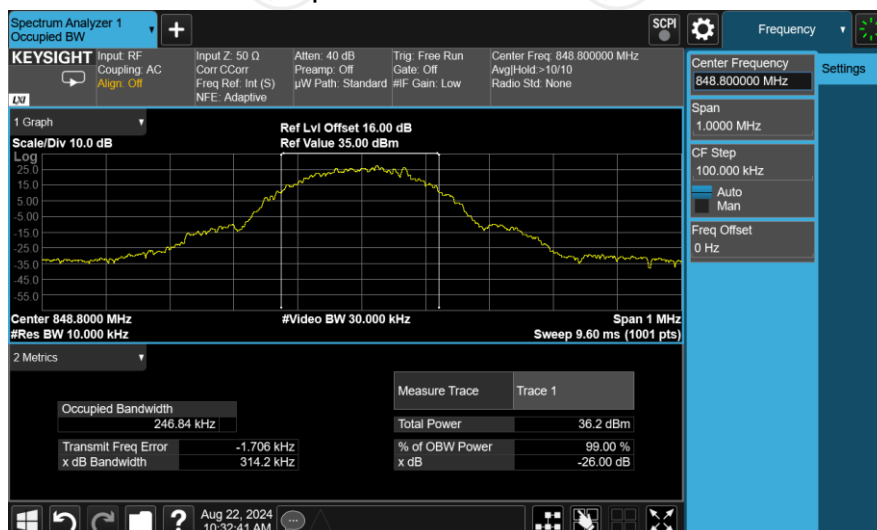 Spectrum Analyzer 1
Occupied BW
+
SCPI
Frequency
KEYSIGHT
LXI
Input: RF
Coupling: AC
Align: Off
Input Z: 50 Ω
Corr CCorr
Freq Ref: Int (S)
NFE: Adaptive
Atten: 40 dB
Preamp: Off
µW Path: Standard
Trig: Free Run
Gate: Off
#IF Gain: Low
Center Freq: 848.800000 MHz
Avg|Hold:>10/10
Radio Std: None
Center Frequency
848.800000 MHz
Settings
Span
1.0000 MHz
CF Step
100.000 kHz
Auto
Man
Freq Offset
0 Hz
1 Graph
Scale/Div 10.0 dB
Ref Lvl Offset 16.00 dB
Ref Value 35.00 dBm
Log
25.0
15.0
5.00
-5.00
-15.0
-25.0
-35.0
-45.0
-55.0
Center 848.8000 MHz
#Video BW 30.000 kHz
Span 1 MHz
#Res BW 10.000 kHz
Sweep 9.60 ms (1001 pts)
2 Metrics
Measure Trace
Trace 1
Occupied Bandwidth
246.84 kHz
Total Power
36.2 dBm
Transmit Freq Error
-1.706 kHz
% of OBW Power
99.00 %
x dB Bandwidth
314.2 kHz
x dB
-26.00 dB
?
Aug 22, 2024
10:32:41 AM